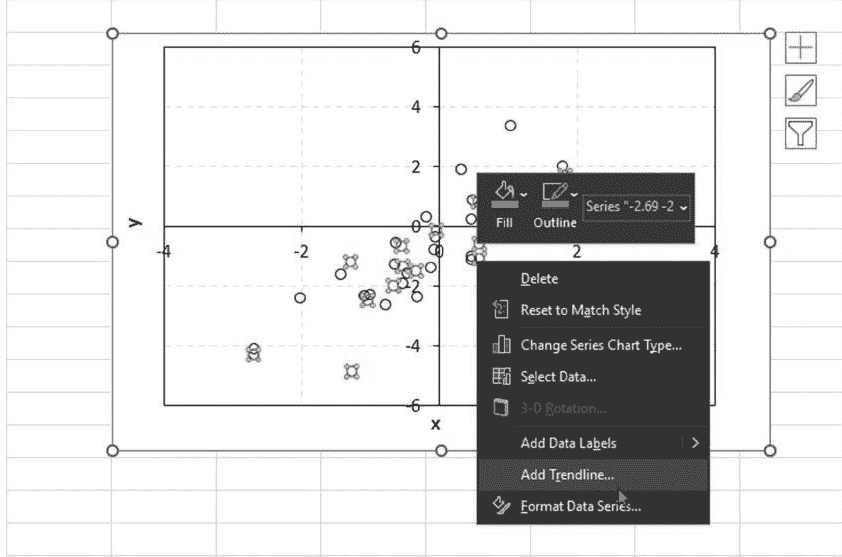 6
4
2
0
-4
-2
0
2
4
-2
-4
-6
y
x
Fill
Outline
Series "-2.69 -2
Delete
Reset to Match Style
Change Series Chart Type...
Select Data...
3-D Rotation...
Add Data Labels
Add Trendline...
Format Data Series...